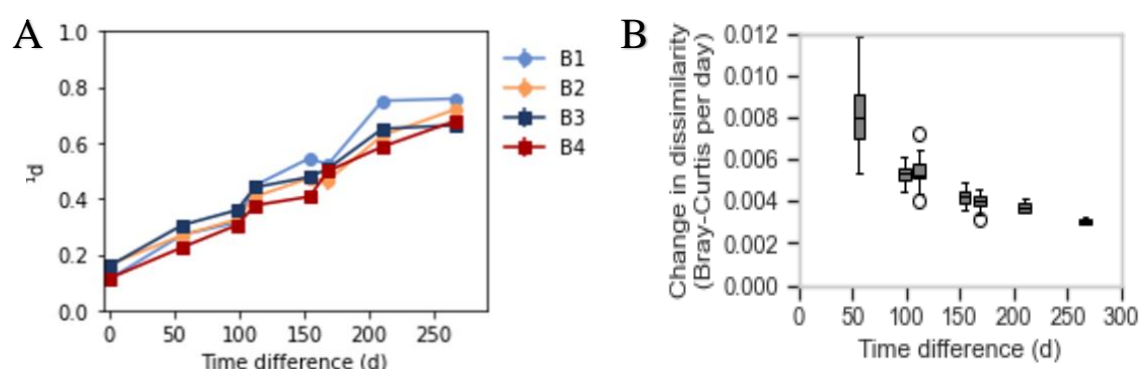 A
1.0
0.8
0.6
0.4
0.2
0.0
¹d
0 50 100 150 200 250
Time difference (d)
B1
B2
B3
B4
B
Change in dissimilarity
(Bray-Curtis per day)
0.012
0.010
0.008
0.006
0.004
0.002
0.000
0 50 100 150 200 250 300
Time difference (d)